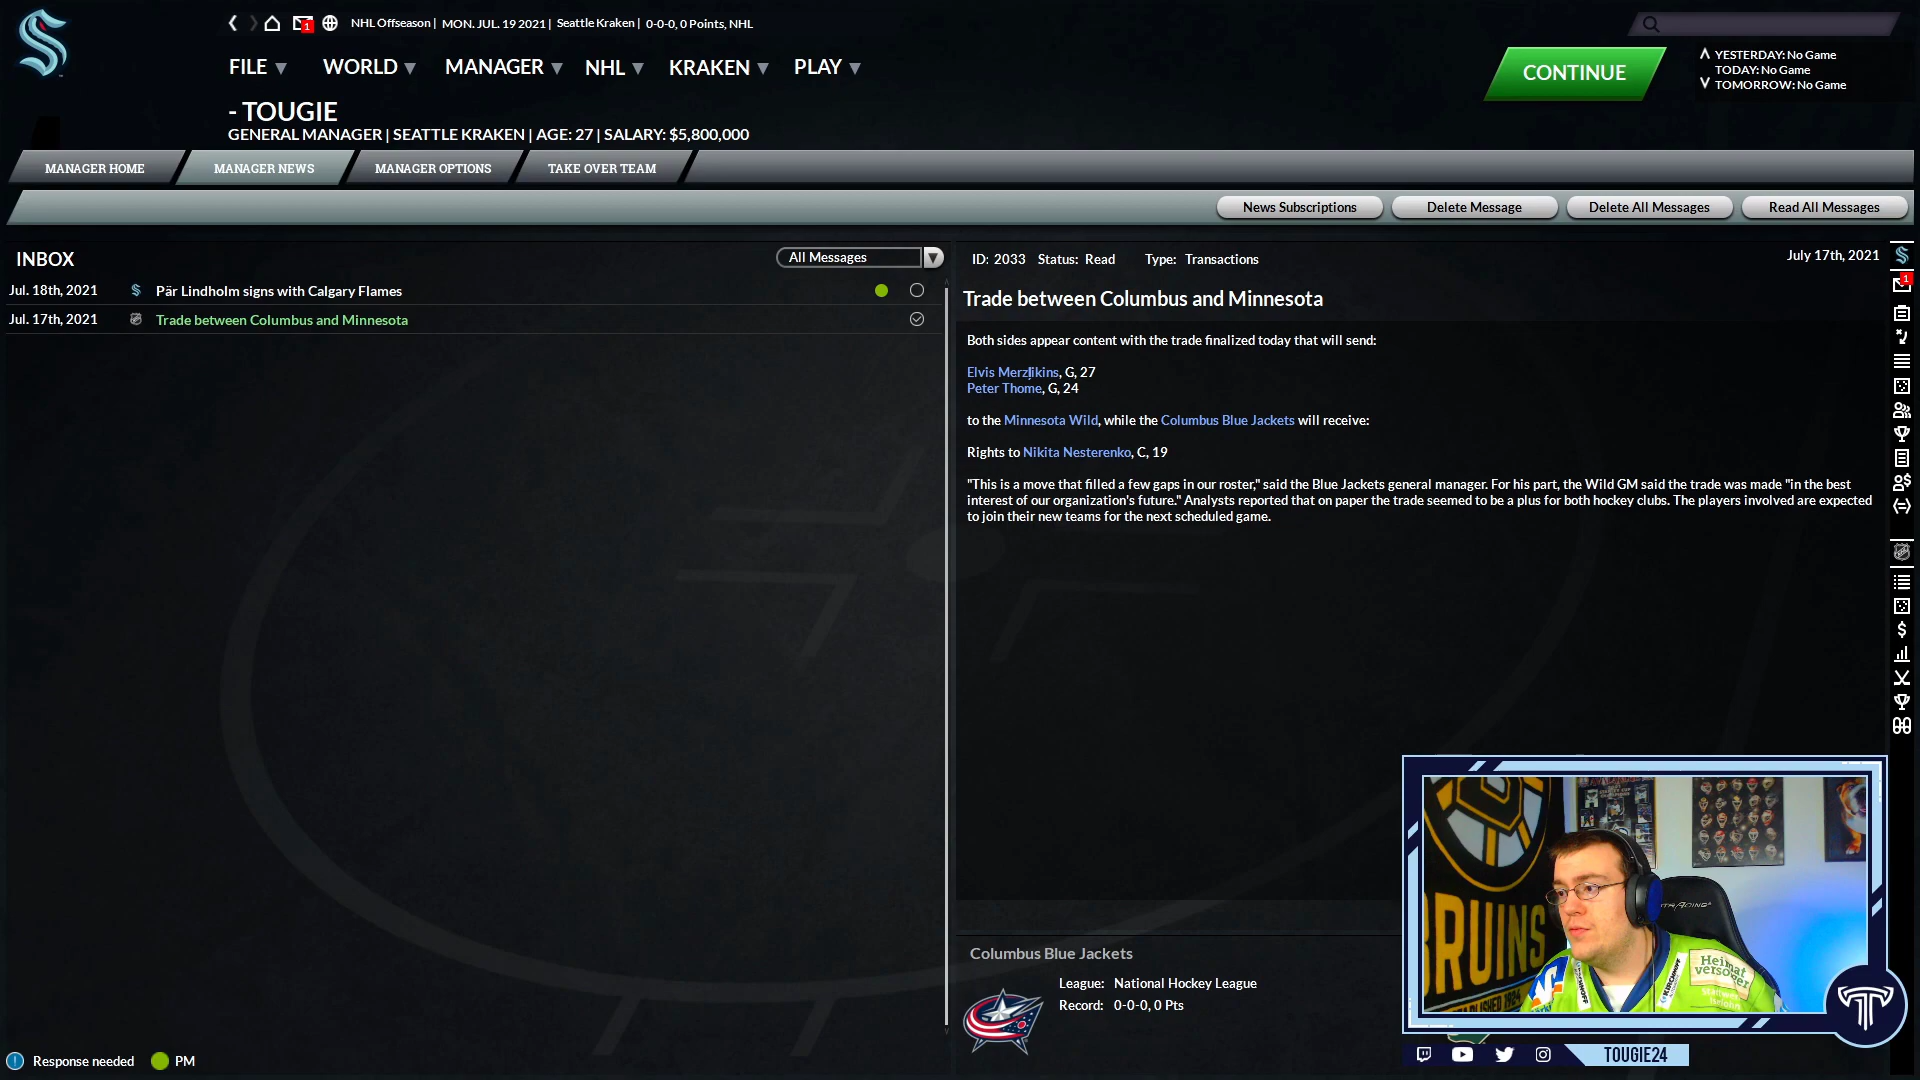 NHL Offseason | MON. JUL. 19 2021 | Seattle Kraken | 0-0-0, 0 Points, NHL
1
FILE WORLD MANAGER NHL KRAKEN PLAY
CONTINUE
YESTERDAY: No Game
TODAY: No Game
TOMORROW: No Game
- TOUGIE
GENERAL MANAGER | SEATTLE KRAKEN | AGE: 27 | SALARY: $5,800,000
MANAGER HOME MANAGER NEWS MANAGER OPTIONS TAKE OVER TEAM
News Subscriptions Delete Message Delete All Messages Read All Messages
INBOX
All Messages
Jul. 18th, 2021 Pär Lindholm signs with Calgary Flames
Jul. 17th, 2021 Trade between Columbus and Minnesota
ID: 2033 Status: Read Type: Transactions
July 17th, 2021
1
Trade between Columbus and Minnesota
Both sides appear content with the trade finalized today that will send:
Elvis Merzlikins, G, 27
Peter Thome, G, 24
to the Minnesota Wild, while the Columbus Blue Jackets will receive:
Rights to Nikita Nesterenko, C, 19
"This is a move that filled a few gaps in our roster," said the Blue Jackets general manager. For his part, the Wild GM said the trade was made "in the best
interest of our organization's future." Analysts reported that on paper the trade seemed to be a plus for both hockey clubs. The players involved are expected
to join their new teams for the next scheduled game.
Columbus Blue Jackets
League: National Hockey League
Record: 0-0-0, 0 Pts
Response needed
PM
BRUINS
Heimat
versorger
KIRCHHOFF
TOUGIE24